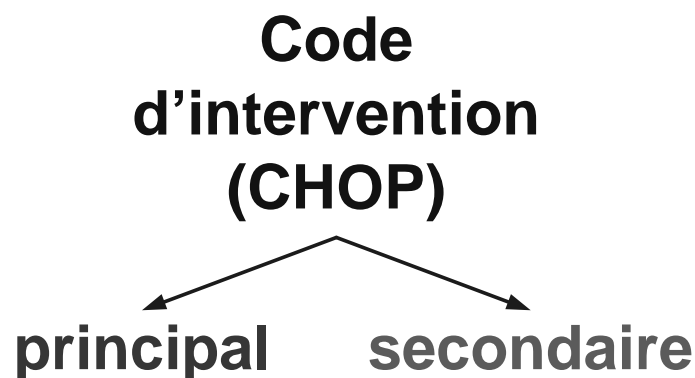 Code
d’intervention
(CHOP)
principal secondaire